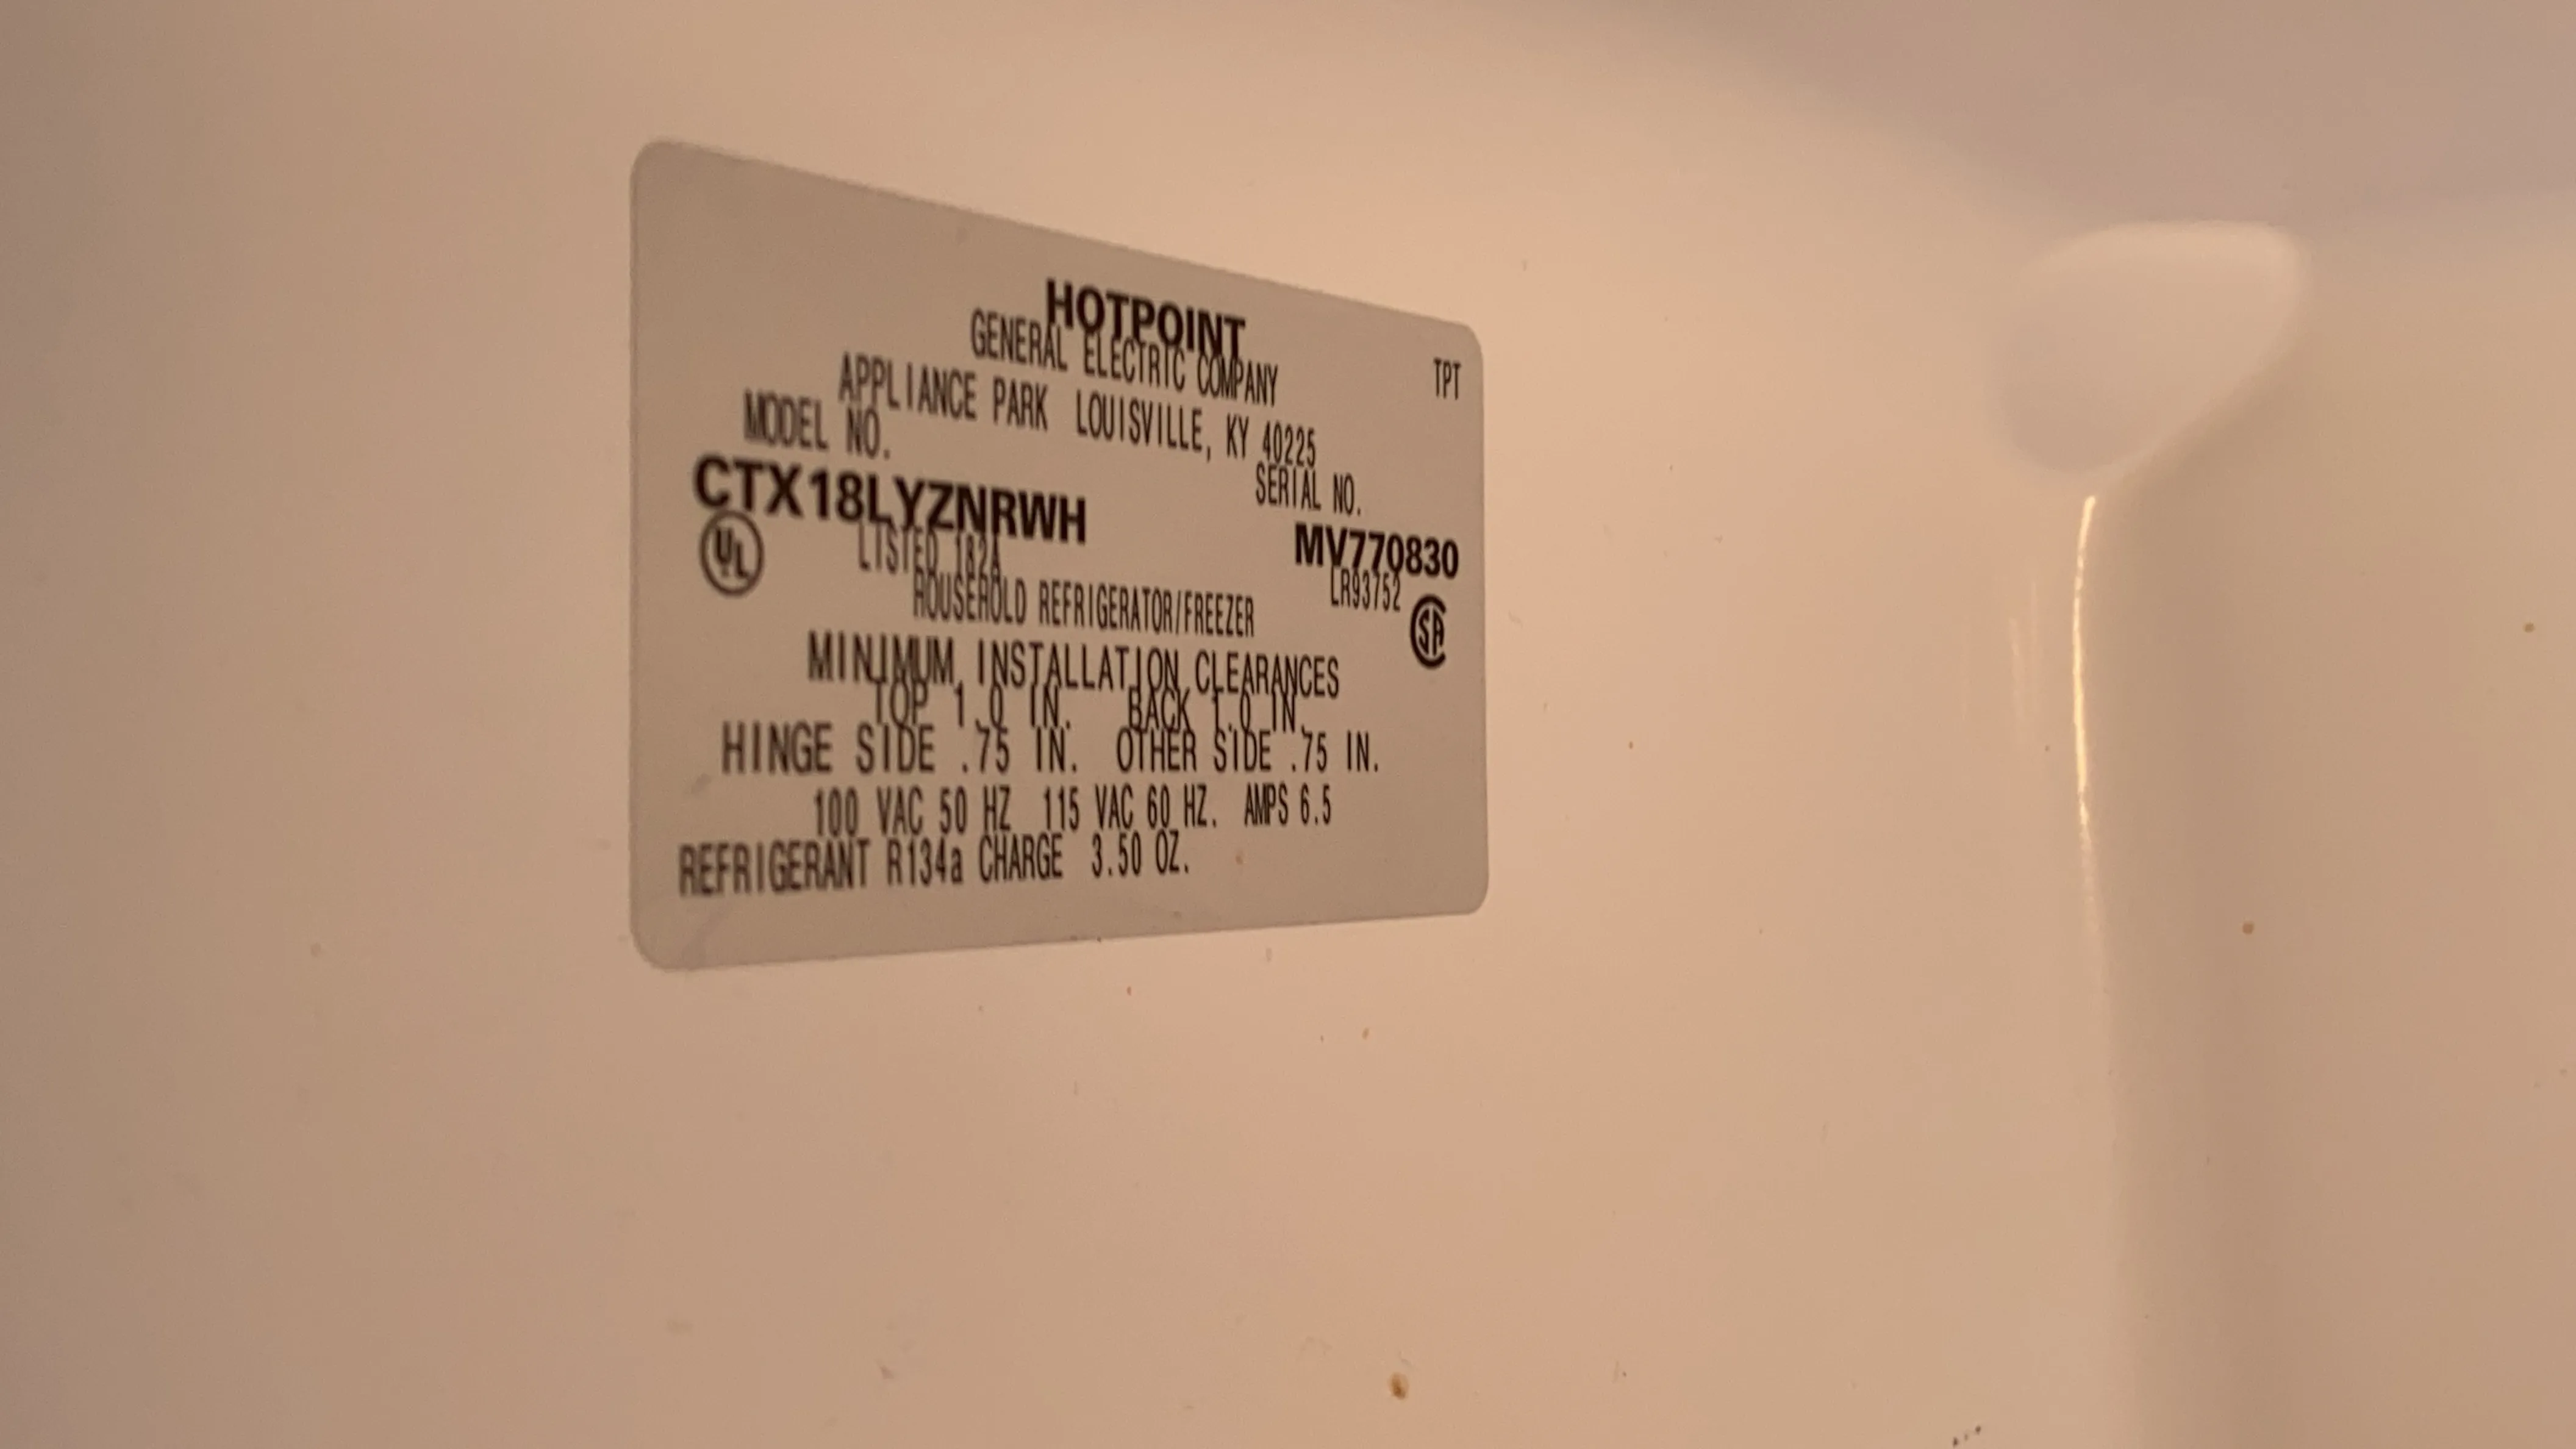 HOTPOINT
GENERAL ELECTRIC COMPANY
TPT
APPLIANCE PARK LOUISVILLE, KY 40225
MODEL NO.
SERIAL NO.
CTX18LYZNRWH
MV770830
UL
LISTED 182A
LR93752
SA
HOUSEHOLD REFRIGERATOR/FREEZER
MINIMUM INSTALLATION CLEARANCES
TOP 1.0 IN. BACK 1.0 IN.
HINGE SIDE .75 IN. OTHER SIDE .75 IN.
100 VAC 50 HZ 115 VAC 60 HZ. AMPS 6.5
REFRIGERANT R134a CHARGE 3.50 OZ.